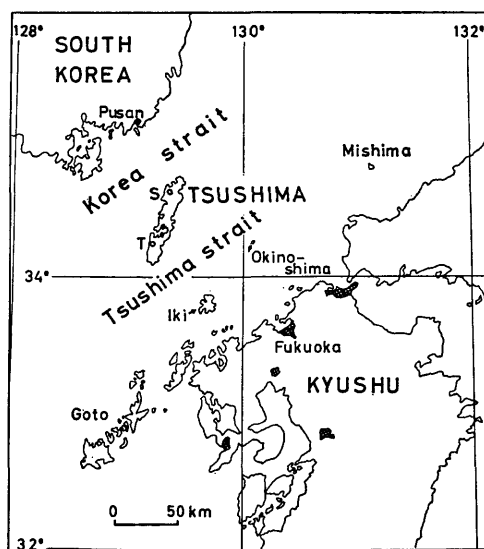 128°
130°
132°
SOUTH
KOREA
Pusan
Korea strait
Mishima
S
TSUSHIMA
T
Tsushima strait
Okino-
shima
34°
Iki
Fukuoka
KYUSHU
Goto
0 50 km
32°